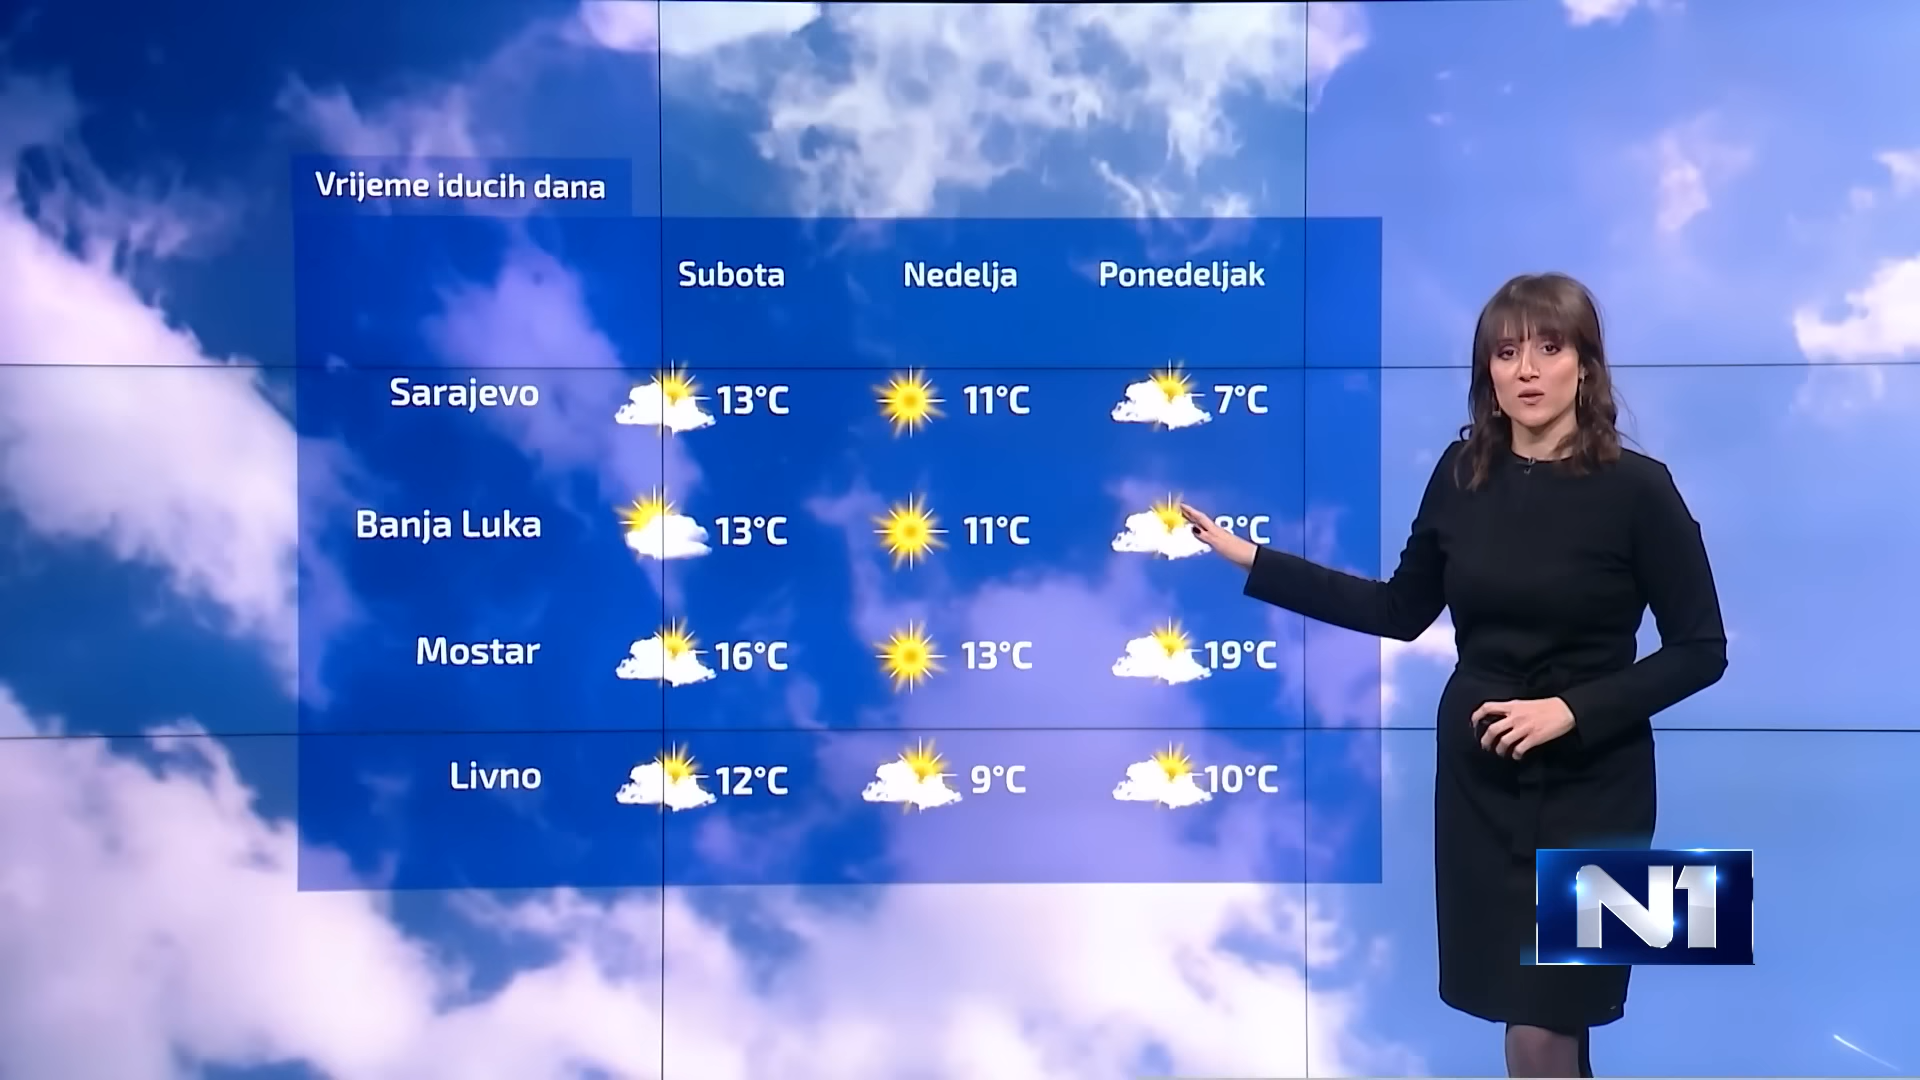 Vrijeme iducih dana
Subota Nedelja Ponedeljak
Sarajevo 13°C 11°C 7°C
Banja Luka 13°C 11°C 8°C
Mostar 16°C 13°C 19°C
Livno 12°C 9°C 10°C
N1